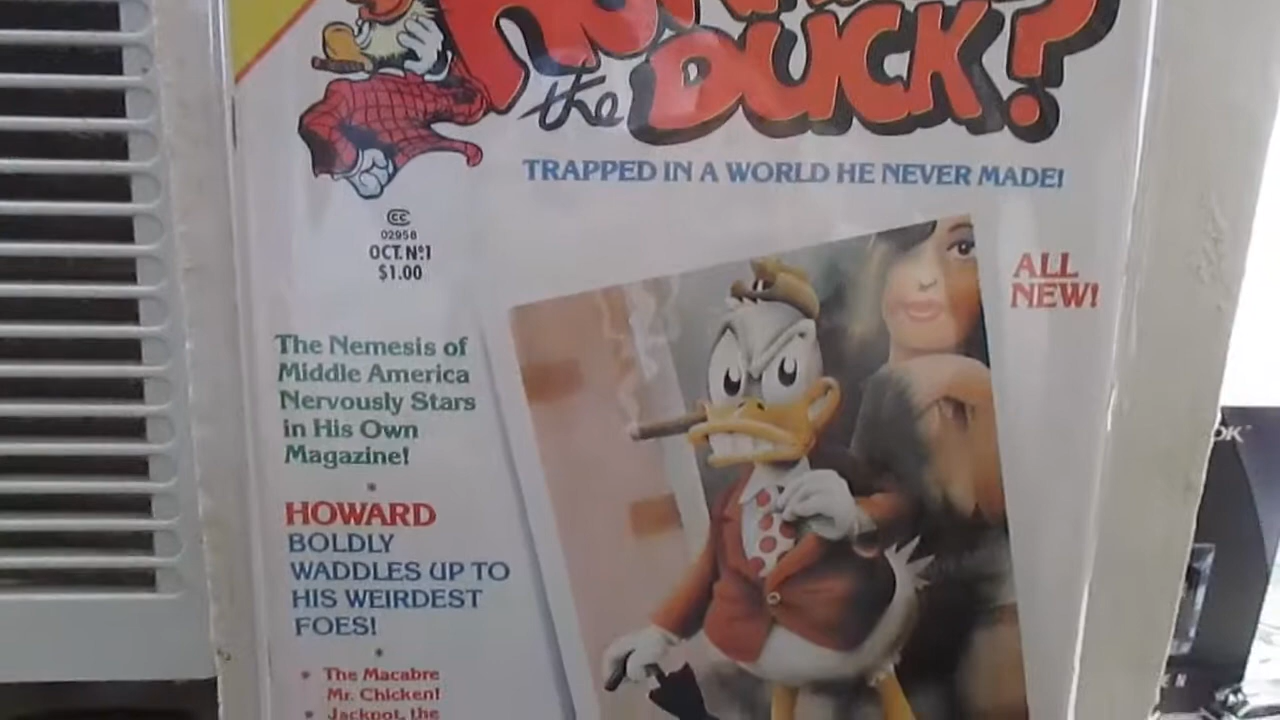 the DUCK!
TRAPPED IN A WORLD HE NEVER MADE!
CC
02958
OCT. Nº1
$1.00
ALL
NEW!
The Nemesis of
Middle America
Nervously Stars
in His Own
Magazine!
HOWARD
BOLDLY
WADDLES UP TO
HIS WEIRDEST
FOES!
• The Macabre
Mr. Chicken!
• Jackpot, the